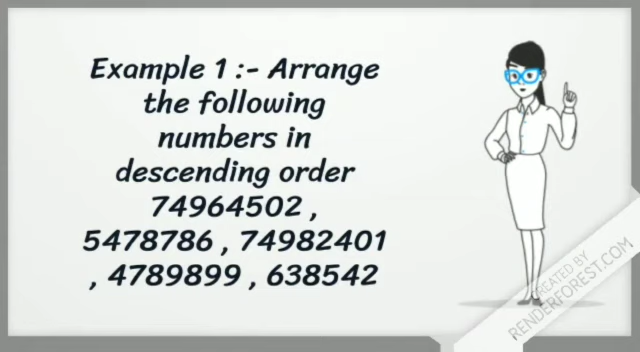 Example 1 :- Arrange
the following
numbers in
descending order
74964502 ,
5478786 , 74982401
, 4789899 , 638542
CREATED BY
RENDERFOREST.COM